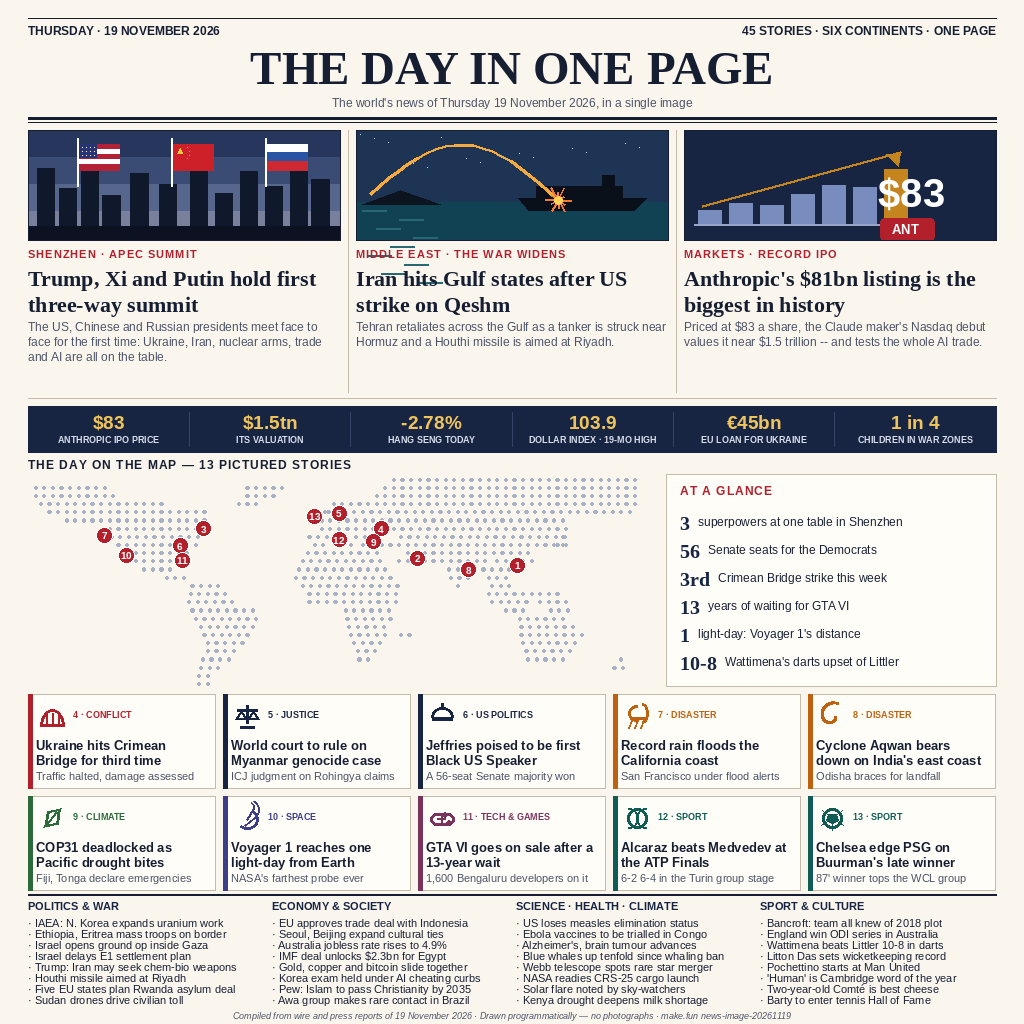 THURSDAY · 19 NOVEMBER 2026
45 STORIES · SIX CONTINENTS · ONE PAGE
THE DAY IN ONE PAGE
The world's news of Thursday 19 November 2026, in a single image
$83
ANT
SHENZHEN · APEC SUMMIT
Trump, Xi and Putin hold first
three-way summit
The US, Chinese and Russian presidents meet face to
face for the first time: Ukraine, Iran, nuclear arms, trade
and AI are all on the table.
MIDDLE EAST · THE WAR WIDENS
Iran hits Gulf states after US
strike on Qeshm
Tehran retaliates across the Gulf as a tanker is struck near
Hormuz and a Houthi missile is aimed at Riyadh.
MARKETS · RECORD IPO
Anthropic's $81bn listing is the
biggest in history
Priced at $83 a share, the Claude maker's Nasdaq debut
values it near $1.5 trillion -- and tests the whole AI trade.
$83
ANTHROPIC IPO PRICE
$1.5tn
ITS VALUATION
-2.78%
HANG SENG TODAY
103.9
DOLLAR INDEX · 19-MO HIGH
€45bn
EU LOAN FOR UKRAINE
1 in 4
CHILDREN IN WAR ZONES
THE DAY ON THE MAP — 13 PICTURED STORIES
13
5
3
4
7
12
9
6
10
11
2
8
1
AT A GLANCE
3 superpowers at one table in Shenzhen
56 Senate seats for the Democrats
3rd Crimean Bridge strike this week
13 years of waiting for GTA VI
1 light-day: Voyager 1's distance
10-8 Wattimena's darts upset of Littler
4 · CONFLICT
Ukraine hits Crimean
Bridge for third time
Traffic halted, damage assessed
5 · JUSTICE
World court to rule on
Myanmar genocide case
ICJ judgment on Rohingya claims
6 · US POLITICS
Jeffries poised to be first
Black US Speaker
A 56-seat Senate majority won
7 · DISASTER
Record rain floods the
California coast
San Francisco under flood alerts
8 · DISASTER
Cyclone Aqwan bears
down on India's east coast
Odisha braces for landfall
9 · CLIMATE
COP31 deadlocked as
Pacific drought bites
Fiji, Tonga declare emergencies
10 · SPACE
Voyager 1 reaches one
light-day from Earth
NASA's farthest probe ever
11 · TECH & GAMES
GTA VI goes on sale after a
13-year wait
1,600 Bengaluru developers on it
12 · SPORT
Alcaraz beats Medvedev at
the ATP Finals
6-2 6-4 in the Turin group stage
13 · SPORT
Chelsea edge PSG on
Buurman's late winner
87' winner tops the WCL group
POLITICS & WAR
· IAEA: N. Korea expands uranium work
· Ethiopia, Eritrea mass troops on border
· Israel opens ground op inside Gaza
· Israel delays E1 settlement plan
· Trump: Iran may seek chem-bio weapons
· Houthi missile aimed at Riyadh
· Five EU states plan Rwanda asylum deal
· Sudan drones drive civilian toll
ECONOMY & SOCIETY
· EU approves trade deal with Indonesia
· Seoul, Beijing expand cultural ties
· Australia jobless rate rises to 4.9%
· IMF deal unlocks $2.3bn for Egypt
· Gold, copper and bitcoin slide together
· Korea exam held under AI cheating curbs
· Pew: Islam to pass Christianity by 2035
· Awa group makes rare contact in Brazil
SCIENCE · HEALTH · CLIMATE
· US loses measles elimination status
· Ebola vaccines to be trialled in Congo
· Alzheimer's, brain tumour advances
· Blue whales up tenfold since whaling ban
· Webb telescope spots rare star merger
· NASA readies CRS-25 cargo launch
· Solar flare noted by sky-watchers
· Kenya drought deepens milk shortage
SPORT & CULTURE
· Bancroft: team all knew of 2018 plot
· England win ODI series in Australia
· Wattimena beats Littler 10-8 in darts
· Litton Das sets wicketkeeping record
· Pochettino starts at Man United
· 'Human' is Cambridge word of the year
· Two-year-old Comté is best cheese
· Barty to enter tennis Hall of Fame
Compiled from wire and press reports of 19 November 2026 · Drawn programmatically — no photographs · make.fun news-image-20261119